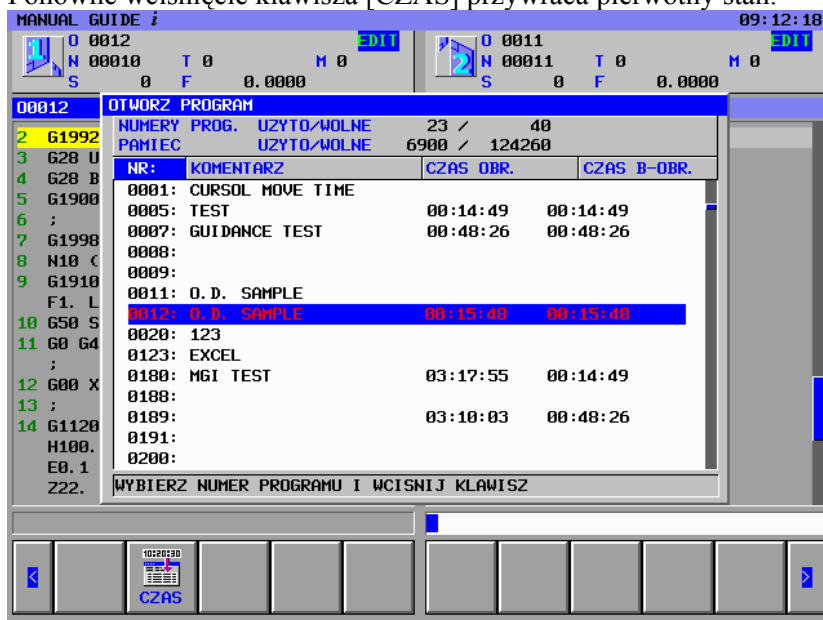 Ponowne wciśnięcie klawisza [CZAS] przywraca pierwotny stan.
MANUAL GUIDE i 09:12:18
1 O 0012 EDIT 2 O 0011 EDIT
N 00010 T 0 M 0 N 00011 T 0 M 0
S 0 F 0.0000 S 0 F 0.0000
O0012 OTWORZ PROGRAM
NUMERY PROG. UZYTO/WOLNE 23 / 40
PAMIEC UZYTO/WOLNE 6900 / 124260
NR: KOMENTARZ CZAS OBR. CZAS B-OBR.
0001: CURSOL MOVE TIME
0005: TEST 00:14:49 00:14:49
0007: GUIDANCE TEST 00:48:26 00:48:26
0008:
0009:
0011: O.D. SAMPLE
0012: O.D. SAMPLE 00:15:48 00:15:48
0020: 123
0123: EXCEL
0180: MGI TEST 03:17:55 00:14:49
0188:
0189: 03:10:03 00:48:26
0191:
0200:
WYBIERZ NUMER PROGRAMU I WCISNIJ KLAWISZ
2 G1992
3 G28 U
4 G28 B
5 G1900
6 ;
7 G1998
8 N10 (
9 G1910
F1. L
10 G50 S
11 G0 G4
;
12 G00 X
13 ;
14 G1120
H100.
E0.1
Z22.
< 10:20:30 >
CZAS